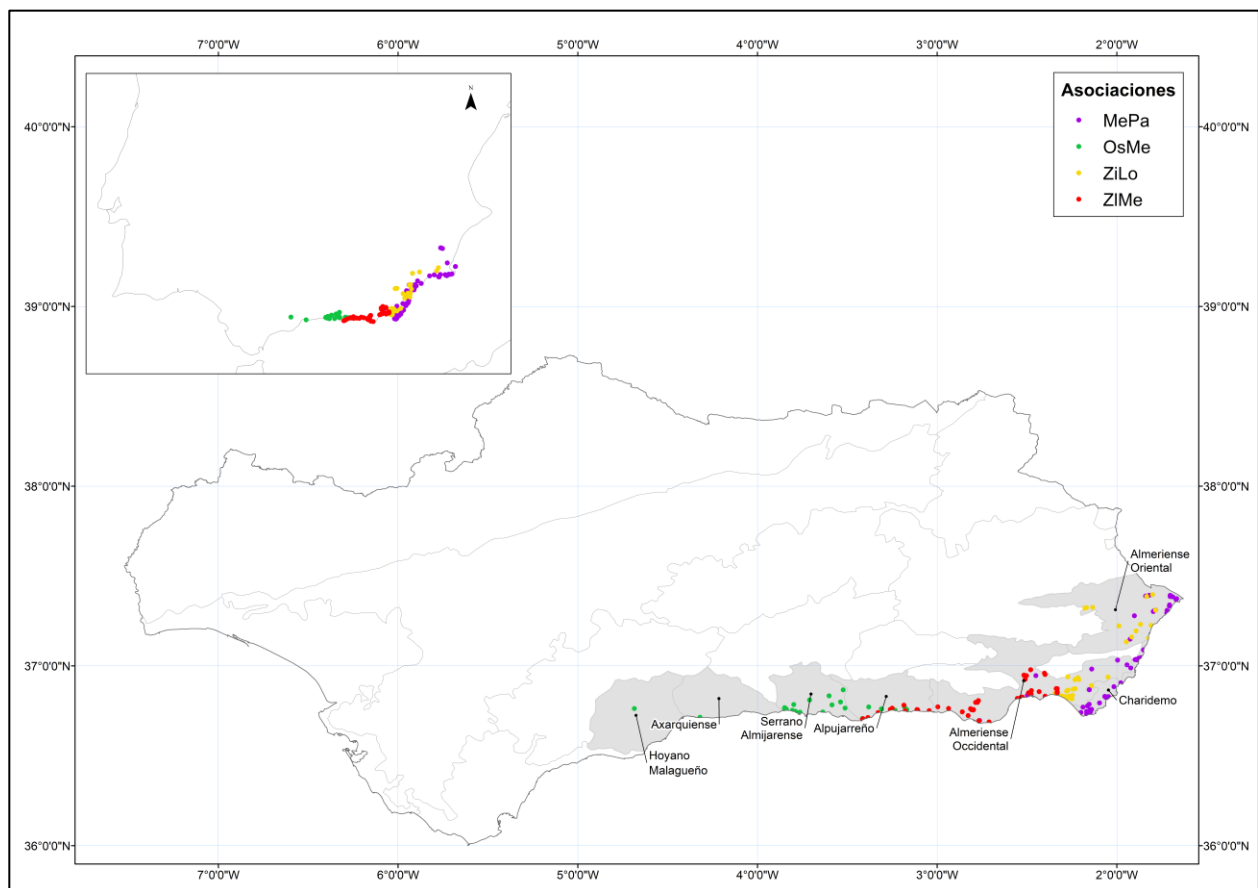 7°0'0"W 6°0'0"W 5°0'0"W 4°0'0"W 3°0'0"W 2°0'0"W
N
Asociaciones
MePa
OsMe
ZiLo
ZIMe
40°0'0"N 40°0'0"N
39°0'0"N 39°0'0"N
38°0'0"N 38°0'0"N
Almeriense
Oriental
37°0'0"N 37°0'0"N
Charidemo
Axarquiense
Serrano
Almijarense
Alpujarreño
Almeriense
Occidental
Hoyano
Malagueño
36°0'0"N 36°0'0"N
7°0'0"W 6°0'0"W 5°0'0"W 4°0'0"W 3°0'0"W 2°0'0"W